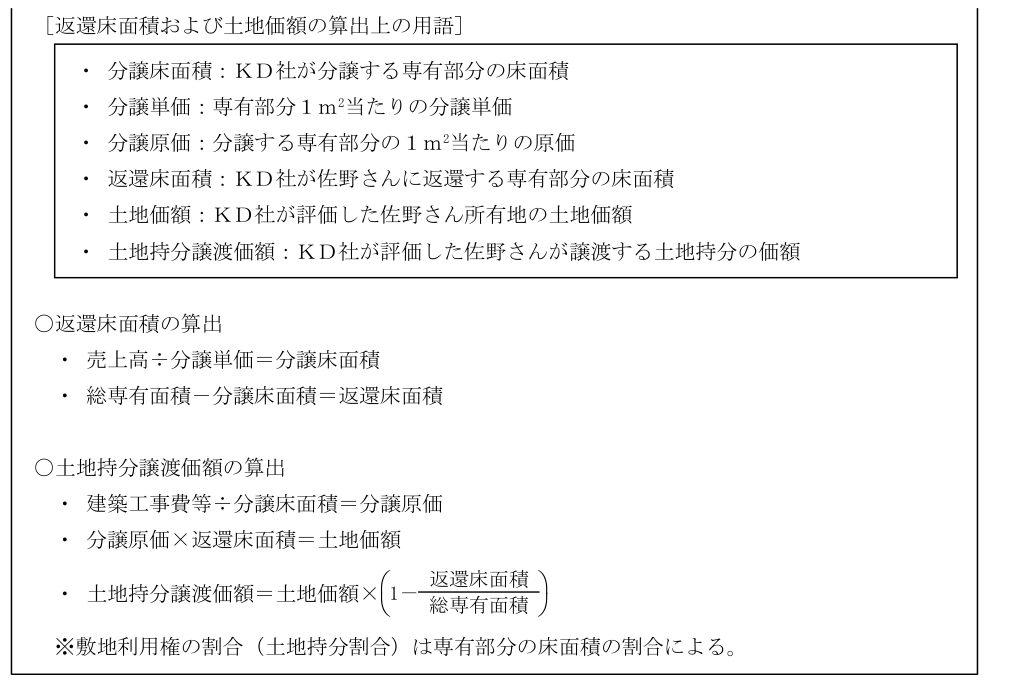 ［返還床面積および土地価額の算出上の用語］
・ 分譲床面積：ＫＤ社が分譲する専有部分の床面積
・ 分譲単価：専有部分１ｍ²当たりの分譲単価
・ 分譲原価：分譲する専有部分の１ｍ²当たりの原価
・ 返還床面積：ＫＤ社が佐野さんに返還する専有部分の床面積
・ 土地価額：ＫＤ社が評価した佐野さん所有地の土地価額
・ 土地持分譲渡価額：ＫＤ社が評価した佐野さんが譲渡する土地持分の価額
○返還床面積の算出
・ 売上高÷分譲単価＝分譲床面積
・ 総専有面積－分譲床面積＝返還床面積
○土地持分譲渡価額の算出
・ 建築工事費等÷分譲床面積＝分譲原価
・ 分譲原価×返還床面積＝土地価額
・ 土地持分譲渡価額＝土地価額×(1－返還床面積/総専有面積)
※敷地利用権の割合（土地持分割合）は専有部分の床面積の割合による。